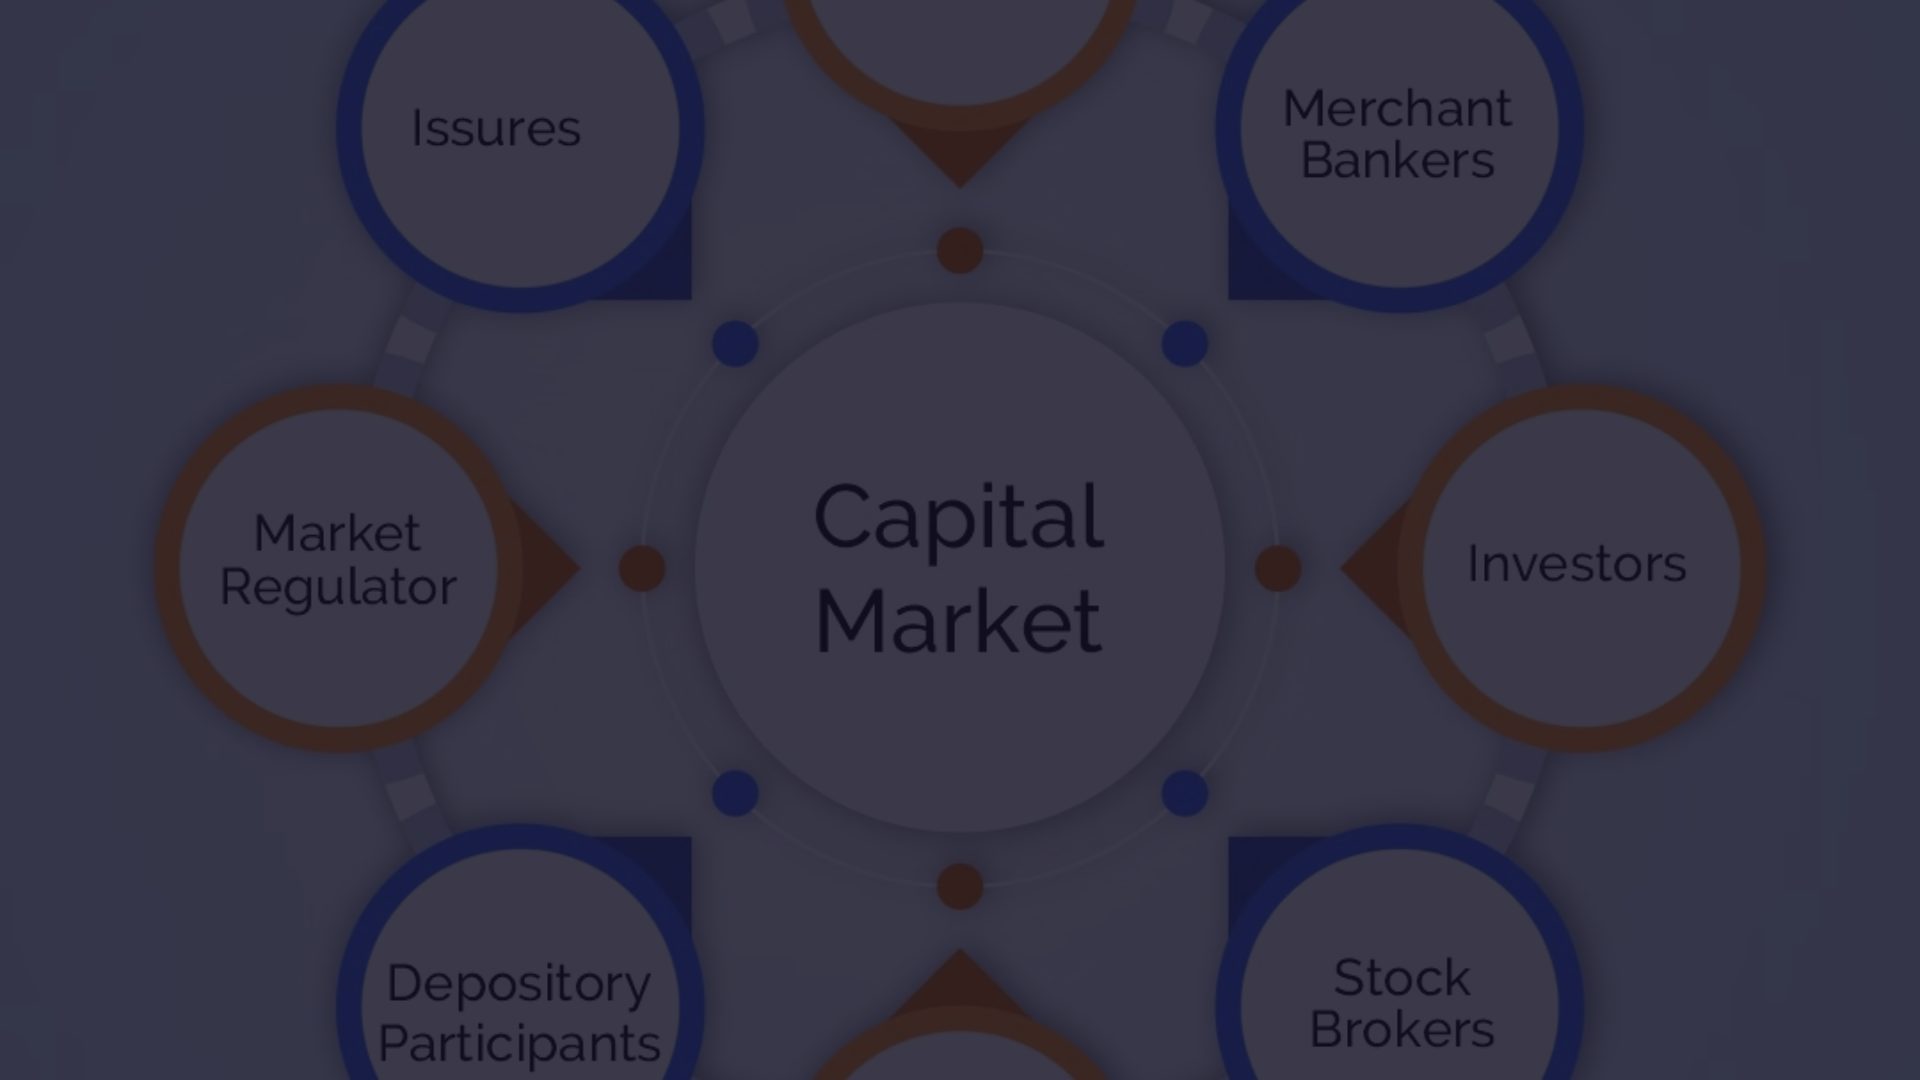 Issures
Merchant
Bankers
Market
Regulator
Capital
Market
Investors
Depository
Participants
Stock
Brokers